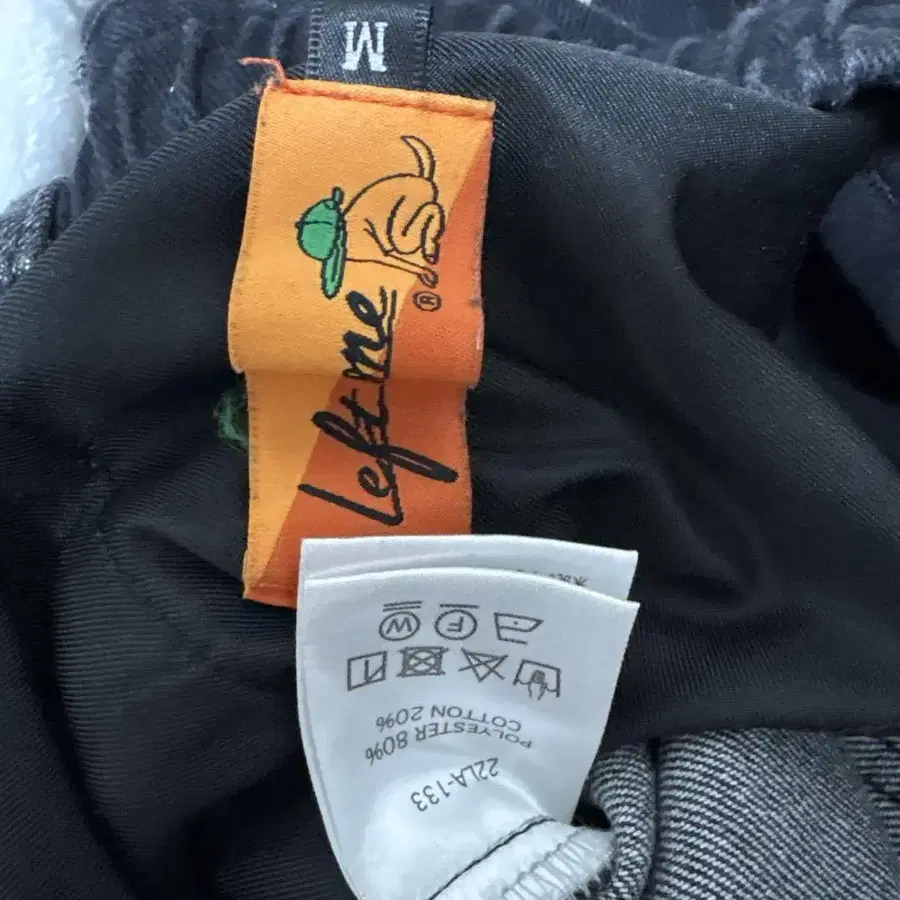 M
Left me
®
22LA-133
POLYESTER 80%
COTTON 20%
F
W